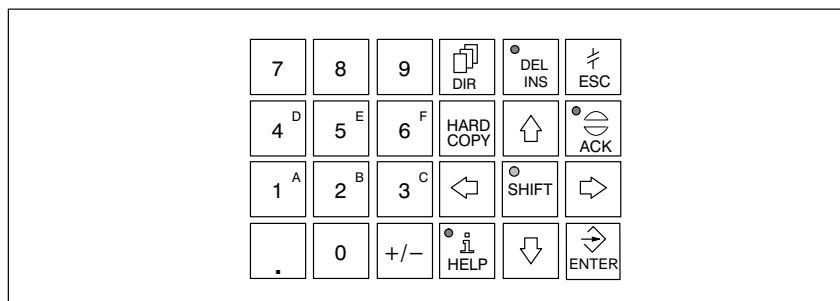 7 8 9 DIR DEL INS ESC
4 D 5 E 6 F HARD COPY ACK
1 A 2 B 3 C SHIFT
. 0 +/− i HELP ENTER